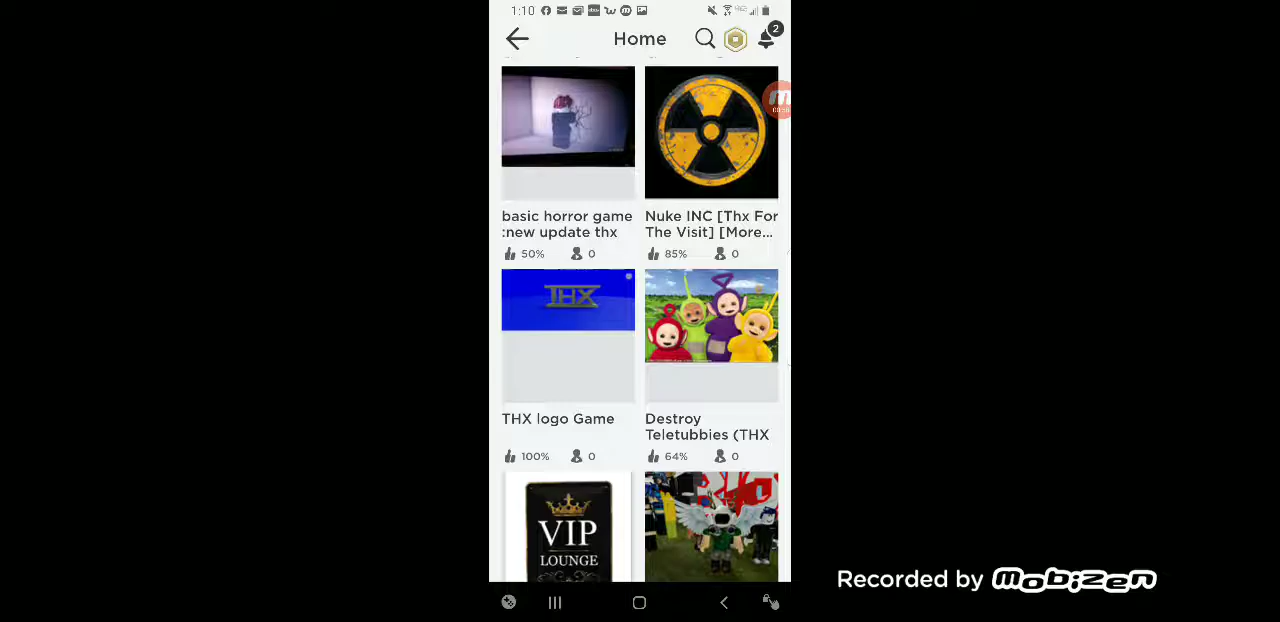 1:10
Home
2
basic horror game
:new update thx
50%
0
Nuke INC [Thx For
The Visit] [More...
85%
0
THX
THX logo Game
100%
0
Destroy
Teletubbies (THX
64%
0
VIP
LOUNGE
Recorded by mobizen